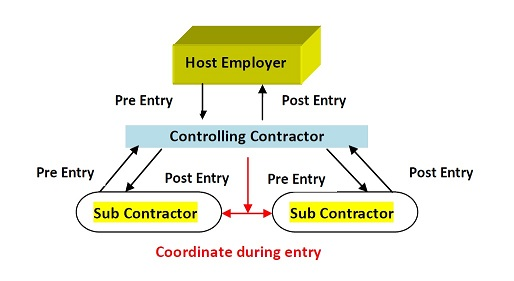 Host Employer
Pre Entry
Post Entry
Controlling Contractor
Pre Entry
Post Entry
Pre Entry
Post Entry
Sub Contractor
Sub Contractor
Coordinate during entry